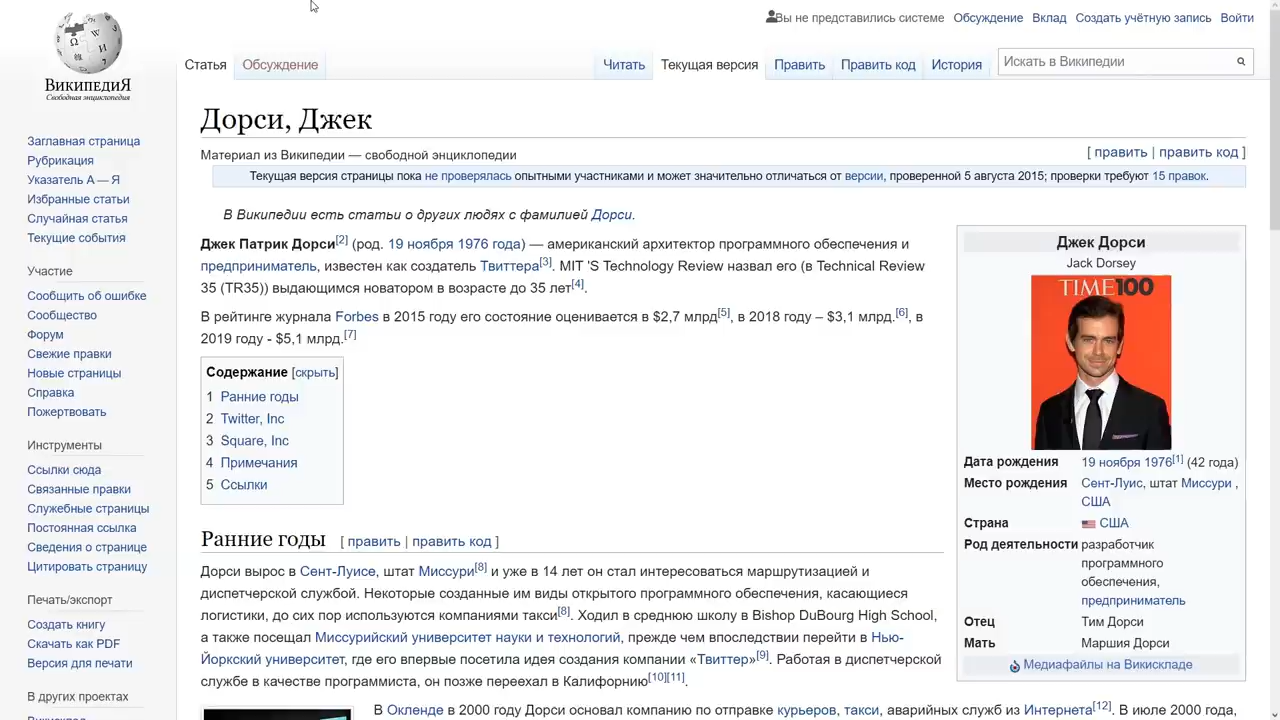 Вы не представились системе Обсуждение Вклад Создать учётную запись Войти
ВикипедиЯ
Свободная энциклопедия
Статья Обсуждение Читать Текущая версия Править Править код История Искать в Википедии
Заглавная страница
Рубрикация
Указатель А — Я
Избранные статьи
Случайная статья
Текущие события
Участие
Сообщить об ошибке
Сообщество
Форум
Свежие правки
Новые страницы
Справка
Пожертвовать
Инструменты
Ссылки сюда
Связанные правки
Служебные страницы
Постоянная ссылка
Сведения о странице
Цитировать страницу
Печать/экспорт
Создать книгу
Скачать как PDF
Версия для печати
В других проектах
Дорси, Джек
Материал из Википедии — свободной энциклопедии
[ править | править код ]
Текущая версия страницы пока не проверялась опытными участниками и может значительно отличаться от версии, проверенной 5 августа 2015; проверки требуют 15 правок.
В Википедии есть статьи о других людях с фамилией Дорси.
Джек Патрик Дорси[2] (род. 19 ноября 1976 года) — американский архитектор программного обеспечения и
предприниматель, известен как создатель Твиттера[3]. MIT 'S Technology Review назвал его (в Technical Review
35 (TR35)) выдающимся новатором в возрасте до 35 лет[4].
В рейтинге журнала Forbes в 2015 году его состояние оценивается в $2,7 млрд[5], в 2018 году – $3,1 млрд.[6], в
2019 году - $5,1 млрд.[7]
Содержание [скрыть]
1 Ранние годы
2 Twitter, Inc
3 Square, Inc
4 Примечания
5 Ссылки
Ранние годы [ править | править код ]
Дорси вырос в Сент-Луисе, штат Миссури[8] и уже в 14 лет он стал интересоваться маршрутизацией и
диспетчерской службой. Некоторые созданные им виды открытого программного обеспечения, касающиеся
логистики, до сих пор используются компаниями такси[8]. Ходил в среднюю школу в Bishop DuBourg High School,
а также посещал Миссурийский университет науки и технологий, прежде чем впоследствии перейти в Нью-
Йоркский университет, где его впервые посетила идея создания компании «Твиттер»[9]. Работая в диспетчерской
службе в качестве программиста, он позже переехал в Калифорнию[10][11].
В Окленде в 2000 году Дорси основал компанию по отправке курьеров, такси, аварийных служб из Интернета[12]. В июле 2000 года,
Джек Дорси
Jack Dorsey
TIME100
Дата рождения 19 ноября 1976[1] (42 года)
Место рождения Сент-Луис, штат Миссури ,
США
Страна США
Род деятельности разработчик
программного
обеспечения,
предприниматель
Отец Тим Дорси
Мать Маршия Дорси
Медиафайлы на Викискладе